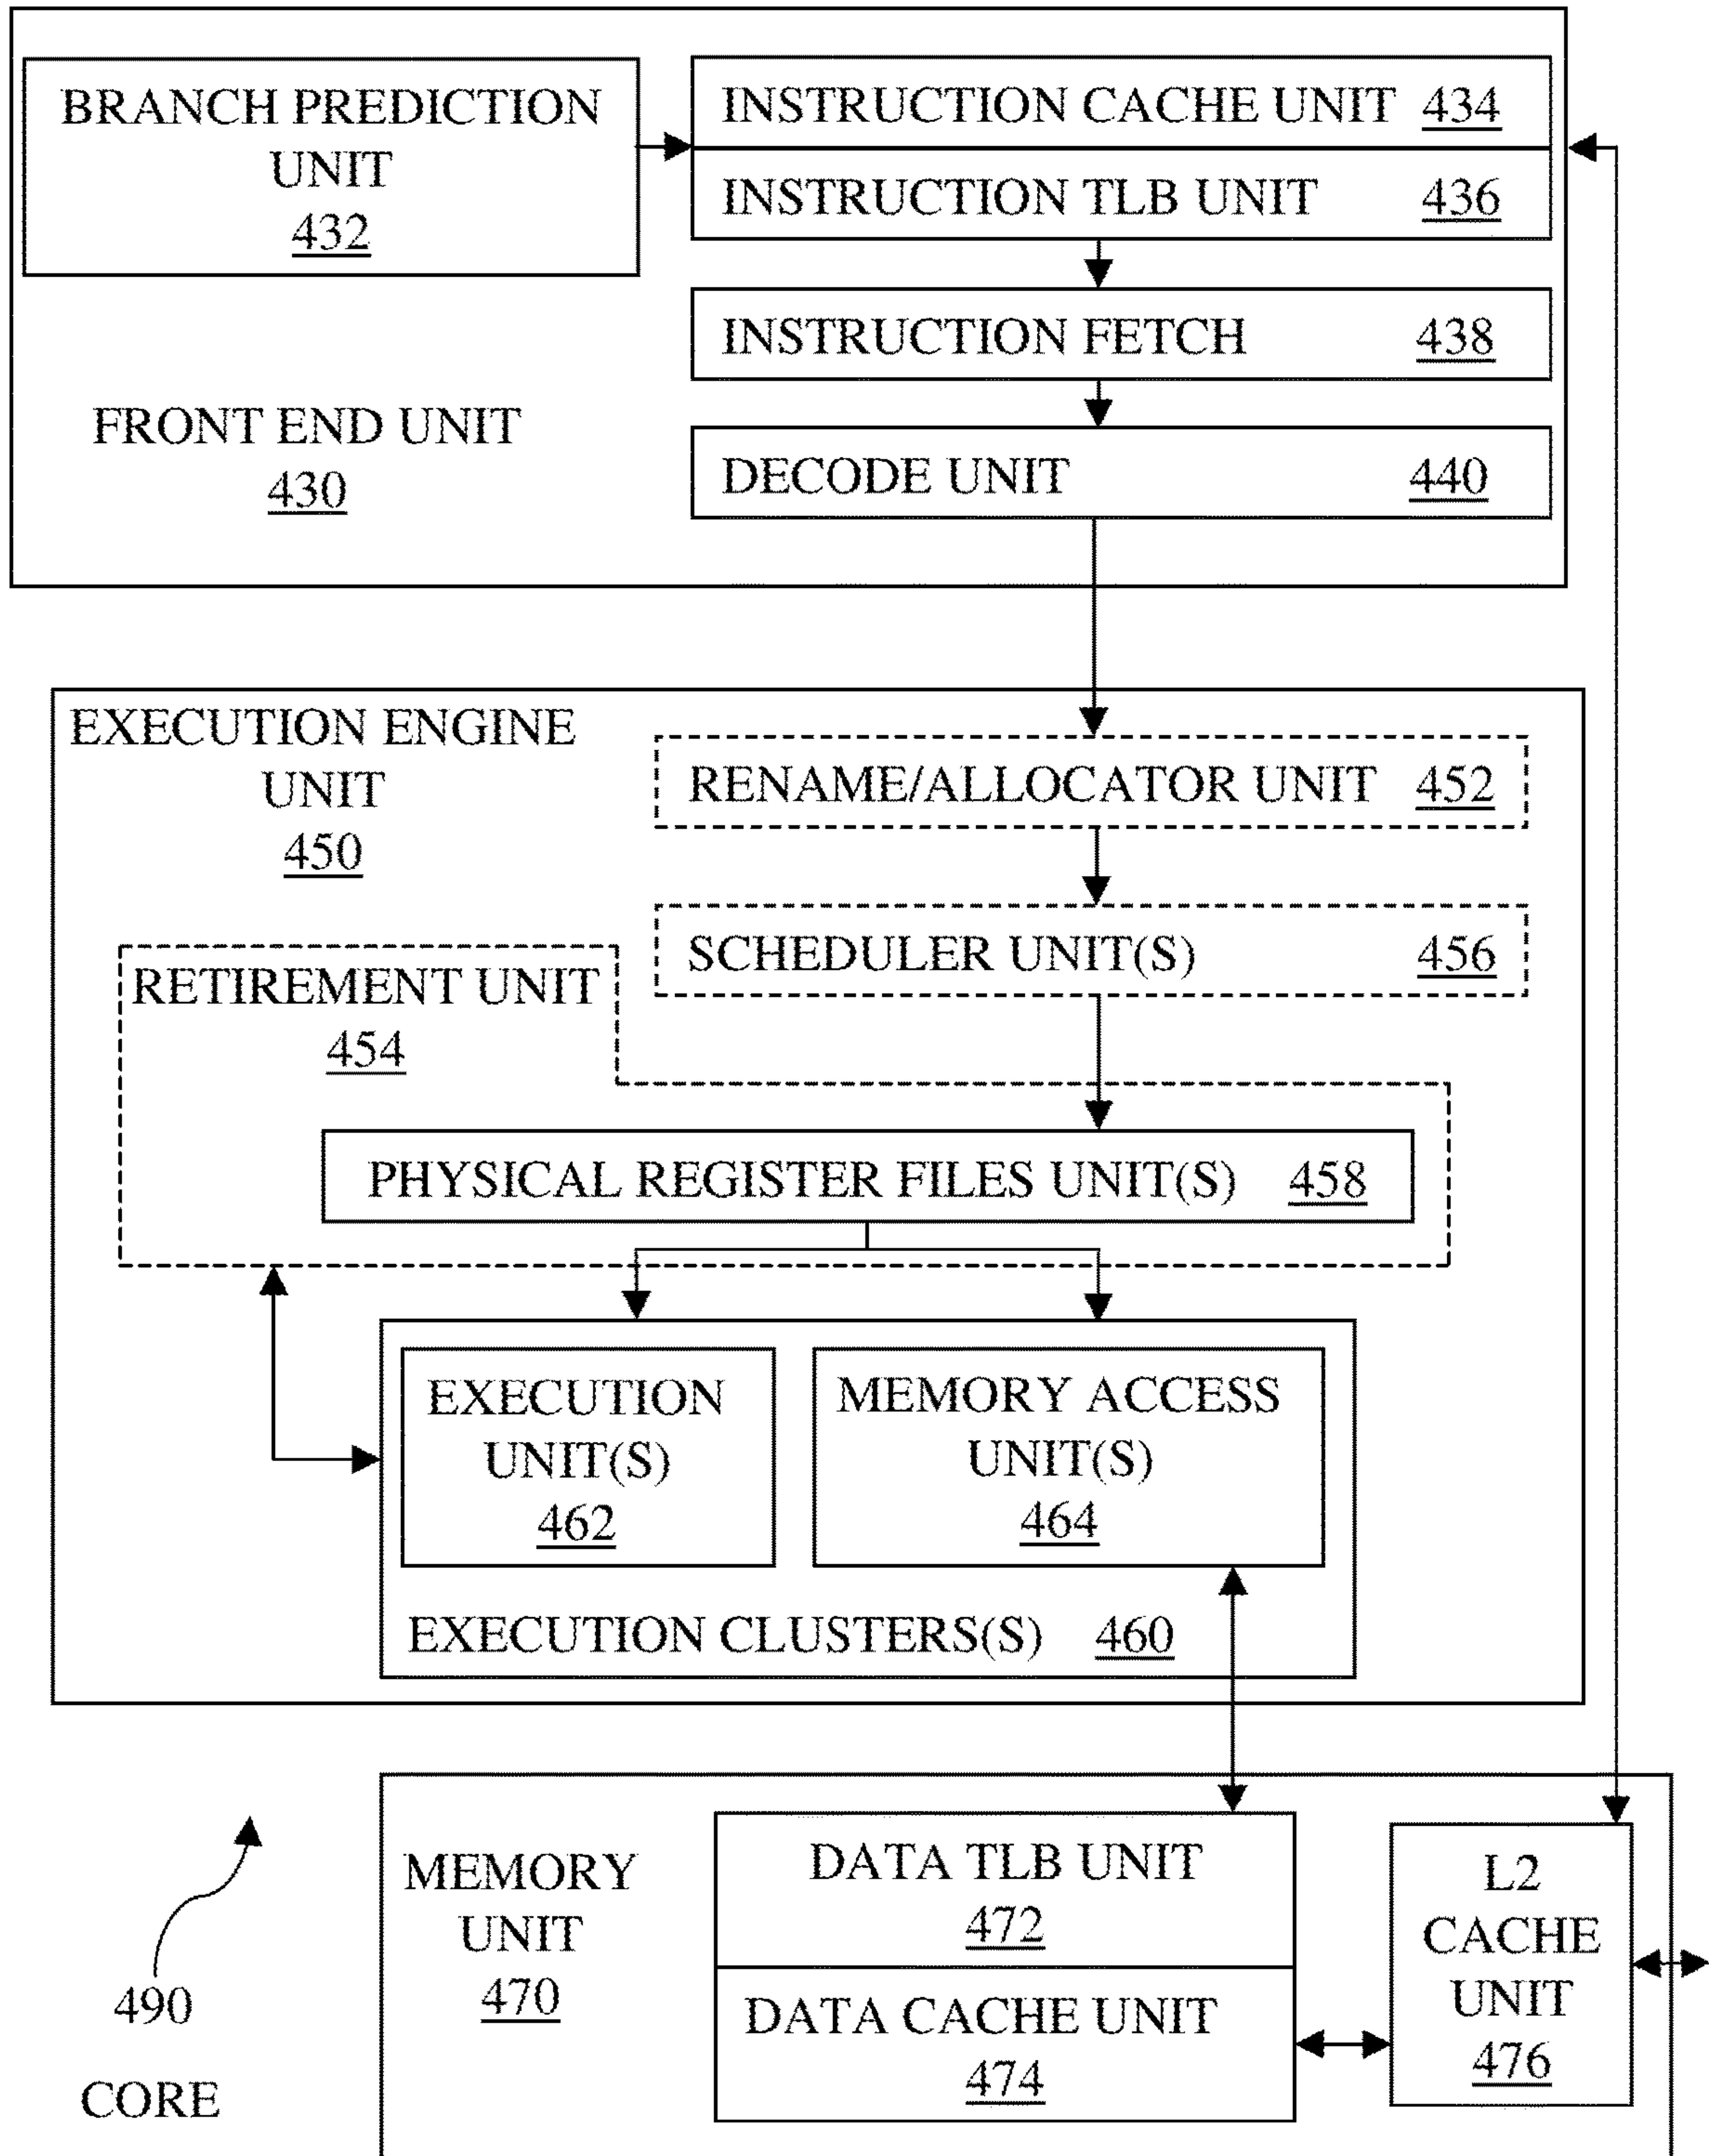 BRANCH PREDICTION
UNIT
432
INSTRUCTION CACHE UNIT 434
INSTRUCTION TLB UNIT 436
INSTRUCTION FETCH 438
FRONT END UNIT
430
DECODE UNIT 440
EXECUTION ENGINE
UNIT
450
RENAME/ALLOCATOR UNIT 452
SCHEDULER UNIT(S) 456
RETIREMENT UNIT
454
PHYSICAL REGISTER FILES UNIT(S) 458
EXECUTION
UNIT(S)
462
MEMORY ACCESS
UNIT(S)
464
EXECUTION CLUSTERS(S) 460
MEMORY
UNIT
470
DATA TLB UNIT
472
DATA CACHE UNIT
474
L2
CACHE
UNIT
476
490
CORE